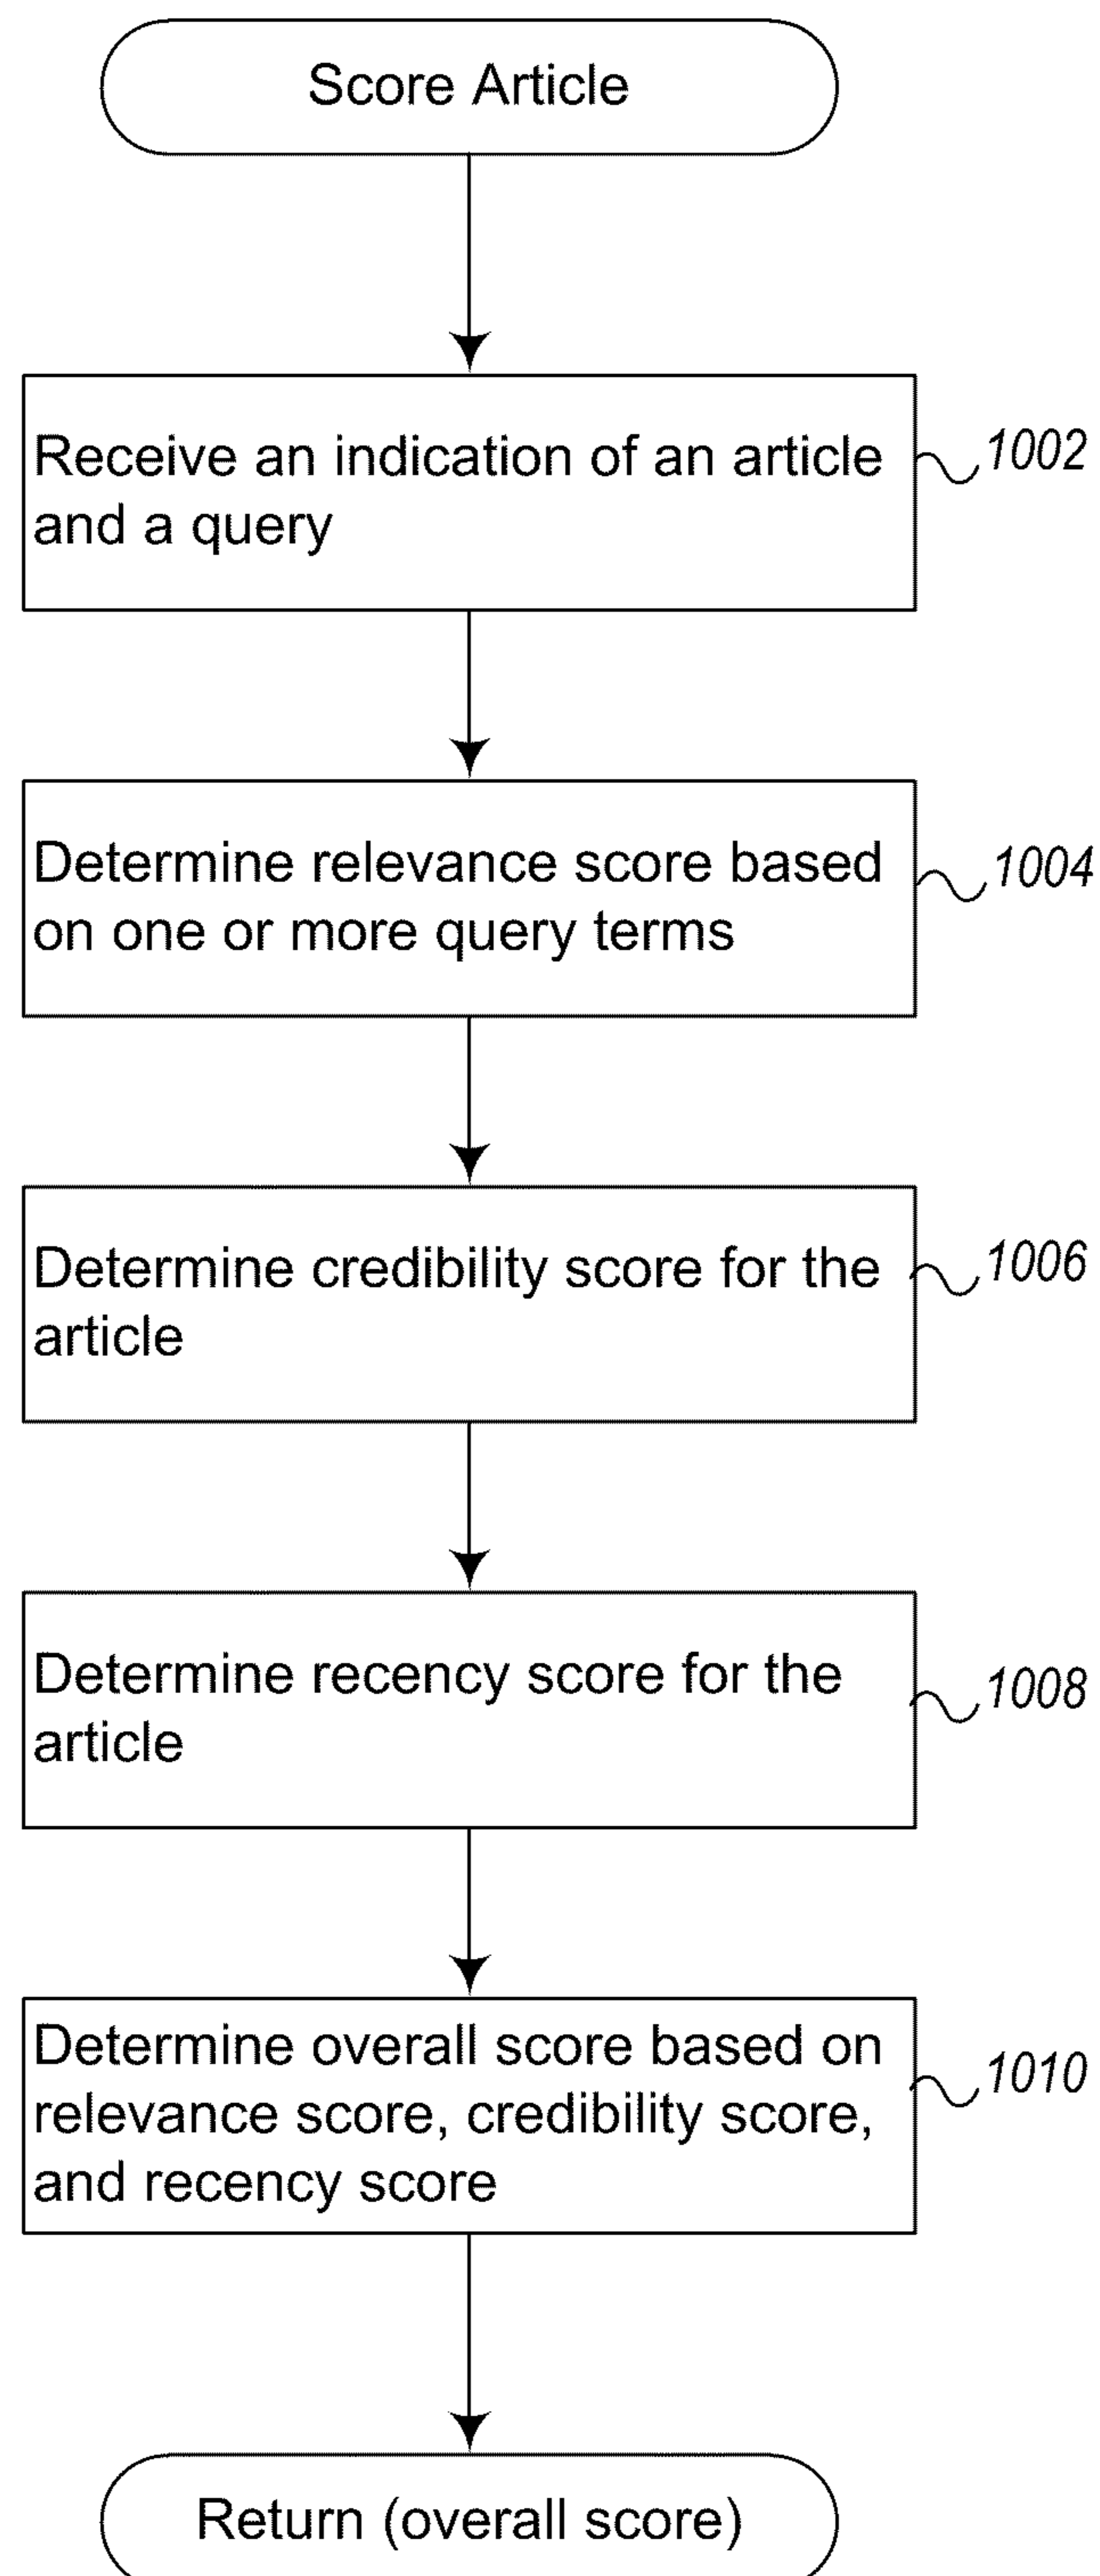 Score Article
Receive an indication of an article
and a query
1002
Determine relevance score based
on one or more query terms
1004
Determine credibility score for the
article
1006
Determine recency score for the
article
1008
Determine overall score based on
relevance score, credibility score,
and recency score
1010
Return (overall score)